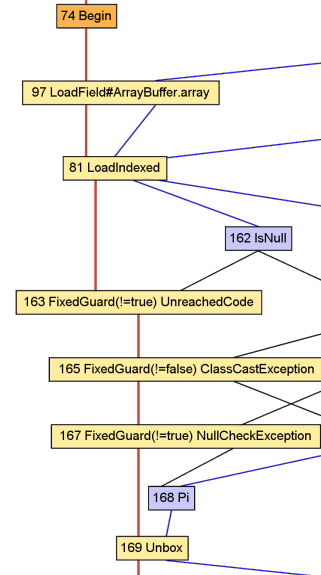 74 Begin
97 LoadField#ArrayBuffer.array
81 LoadIndexed
162 IsNull
163 FixedGuard(!=true) UnreachedCode
165 FixedGuard(!=false) ClassCastException
167 FixedGuard(!=true) NullCheckException
168 Pi
169 Unbox